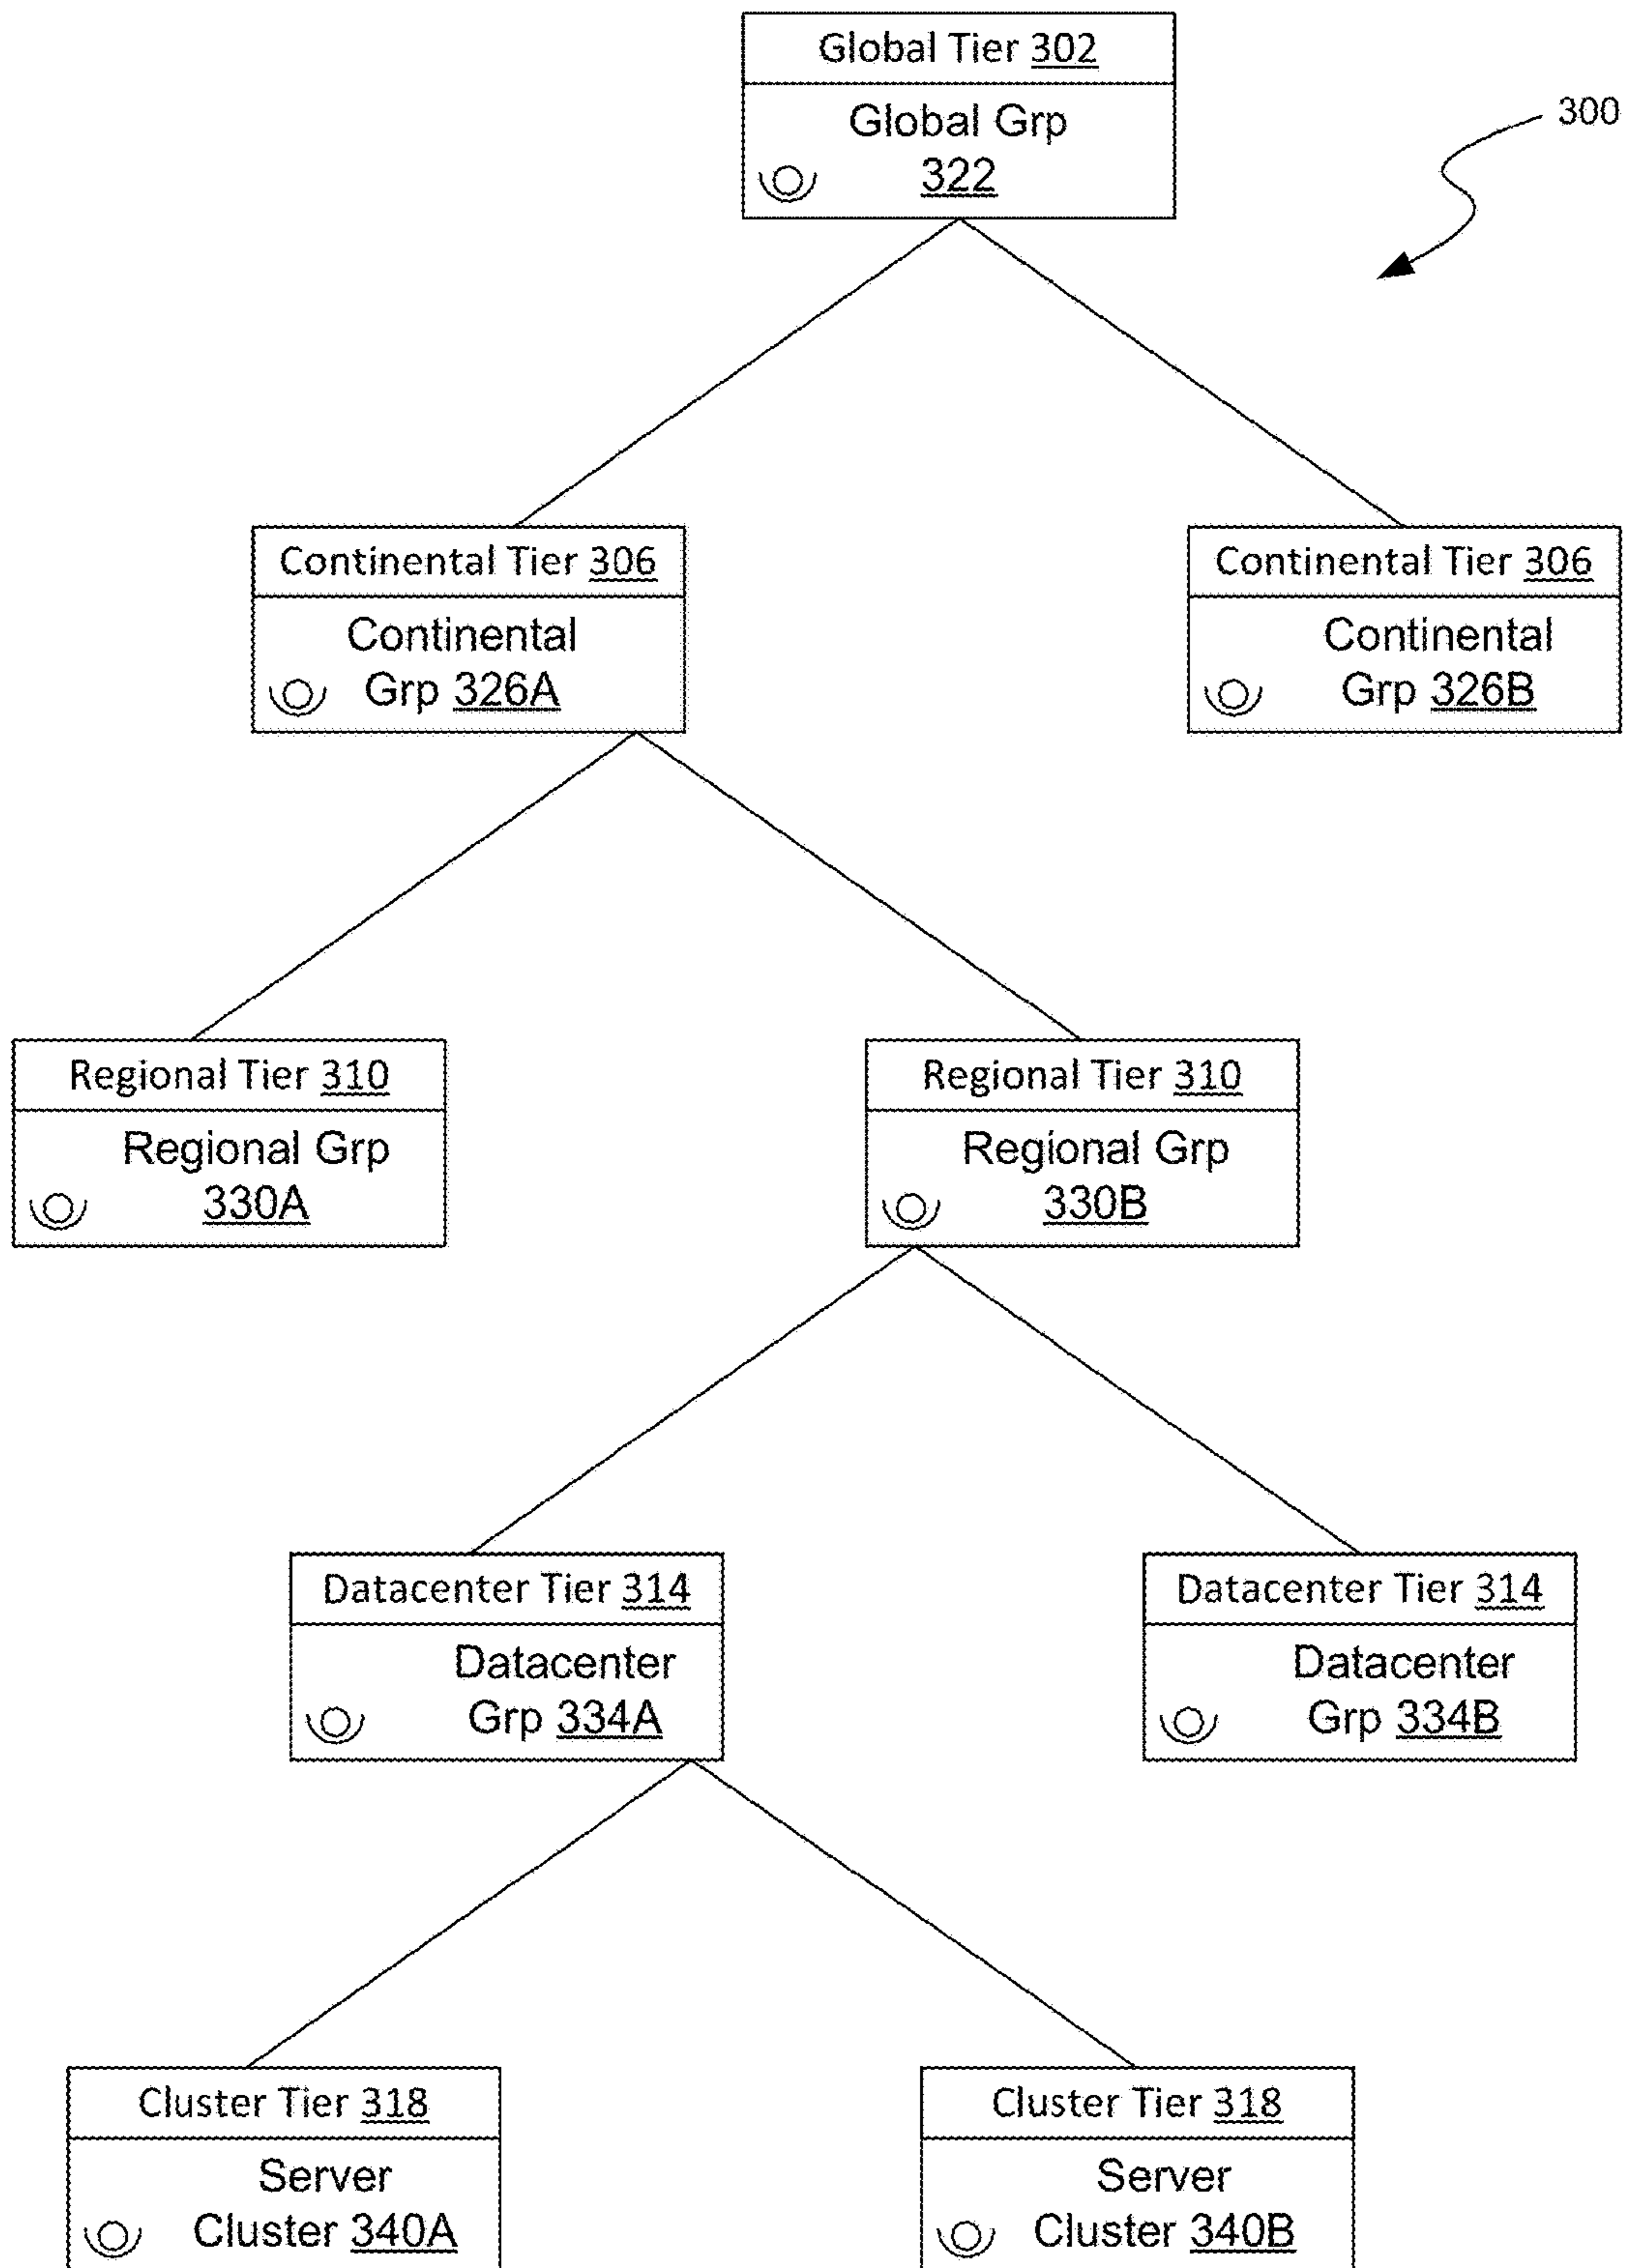 Global Tier 302
Global Grp
322
300
Continental Tier 306
Continental
Grp 326A
Continental Tier 306
Continental
Grp 326B
Regional Tier 310
Regional Grp
330A
Regional Tier 310
Regional Grp
330B
Datacenter Tier 314
Datacenter
Grp 334A
Datacenter Tier 314
Datacenter
Grp 334B
Cluster Tier 318
Server
Cluster 340A
Cluster Tier 318
Server
Cluster 340B